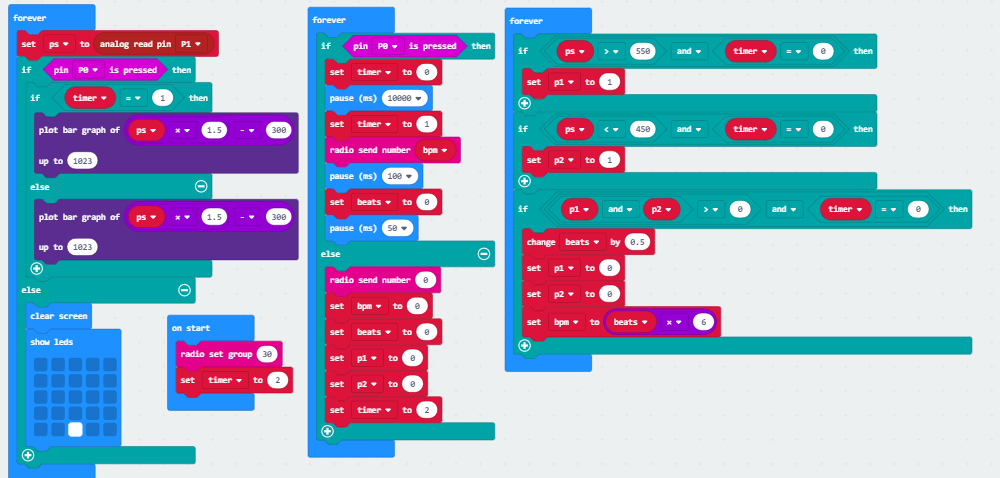 forever
set ps to analog read pin P1
if pin P0 is pressed then
if timer = 1 then
plot bar graph of ps × 1.5 - 300
up to 1023
else
plot bar graph of ps × 1.5 - 300
up to 1023
else
clear screen
show leds
on start
radio set group 30
set timer to 2
forever
if pin P0 is pressed then
set timer to 0
pause (ms) 10000
set timer to 1
radio send number bpm
pause (ms) 100
set beats to 0
pause (ms) 50
else
radio send number 0
set bpm to 0
set beats to 0
set p1 to 0
set p2 to 0
set timer to 2
forever
if ps > 550 and timer = 0 then
set p1 to 1
if ps < 450 and timer = 0 then
set p2 to 1
if p1 and p2 > 0 and timer = 0 then
change beats by 0.5
set p1 to 0
set p2 to 0
set bpm to beats × 6